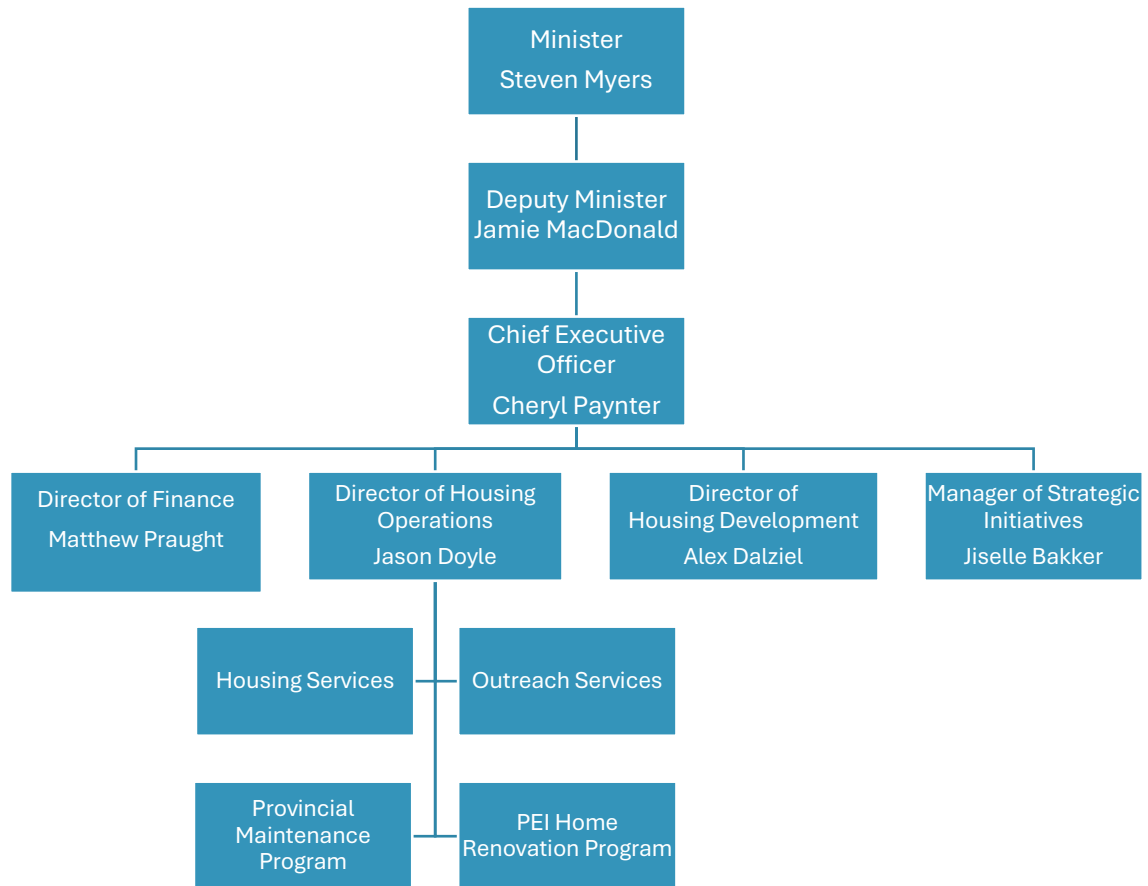 Minister
Steven Myers
Deputy Minister
Jamie MacDonald
Chief Executive
Officer
Cheryl Paynter
Director of Finance
Matthew Praught
Director of Housing
Operations
Jason Doyle
Director of
Housing Development
Alex Dalziel
Manager of Strategic
Initiatives
Jiselle Bakker
Housing Services
Outreach Services
Provincial
Maintenance
Program
PEI Home
Renovation Program